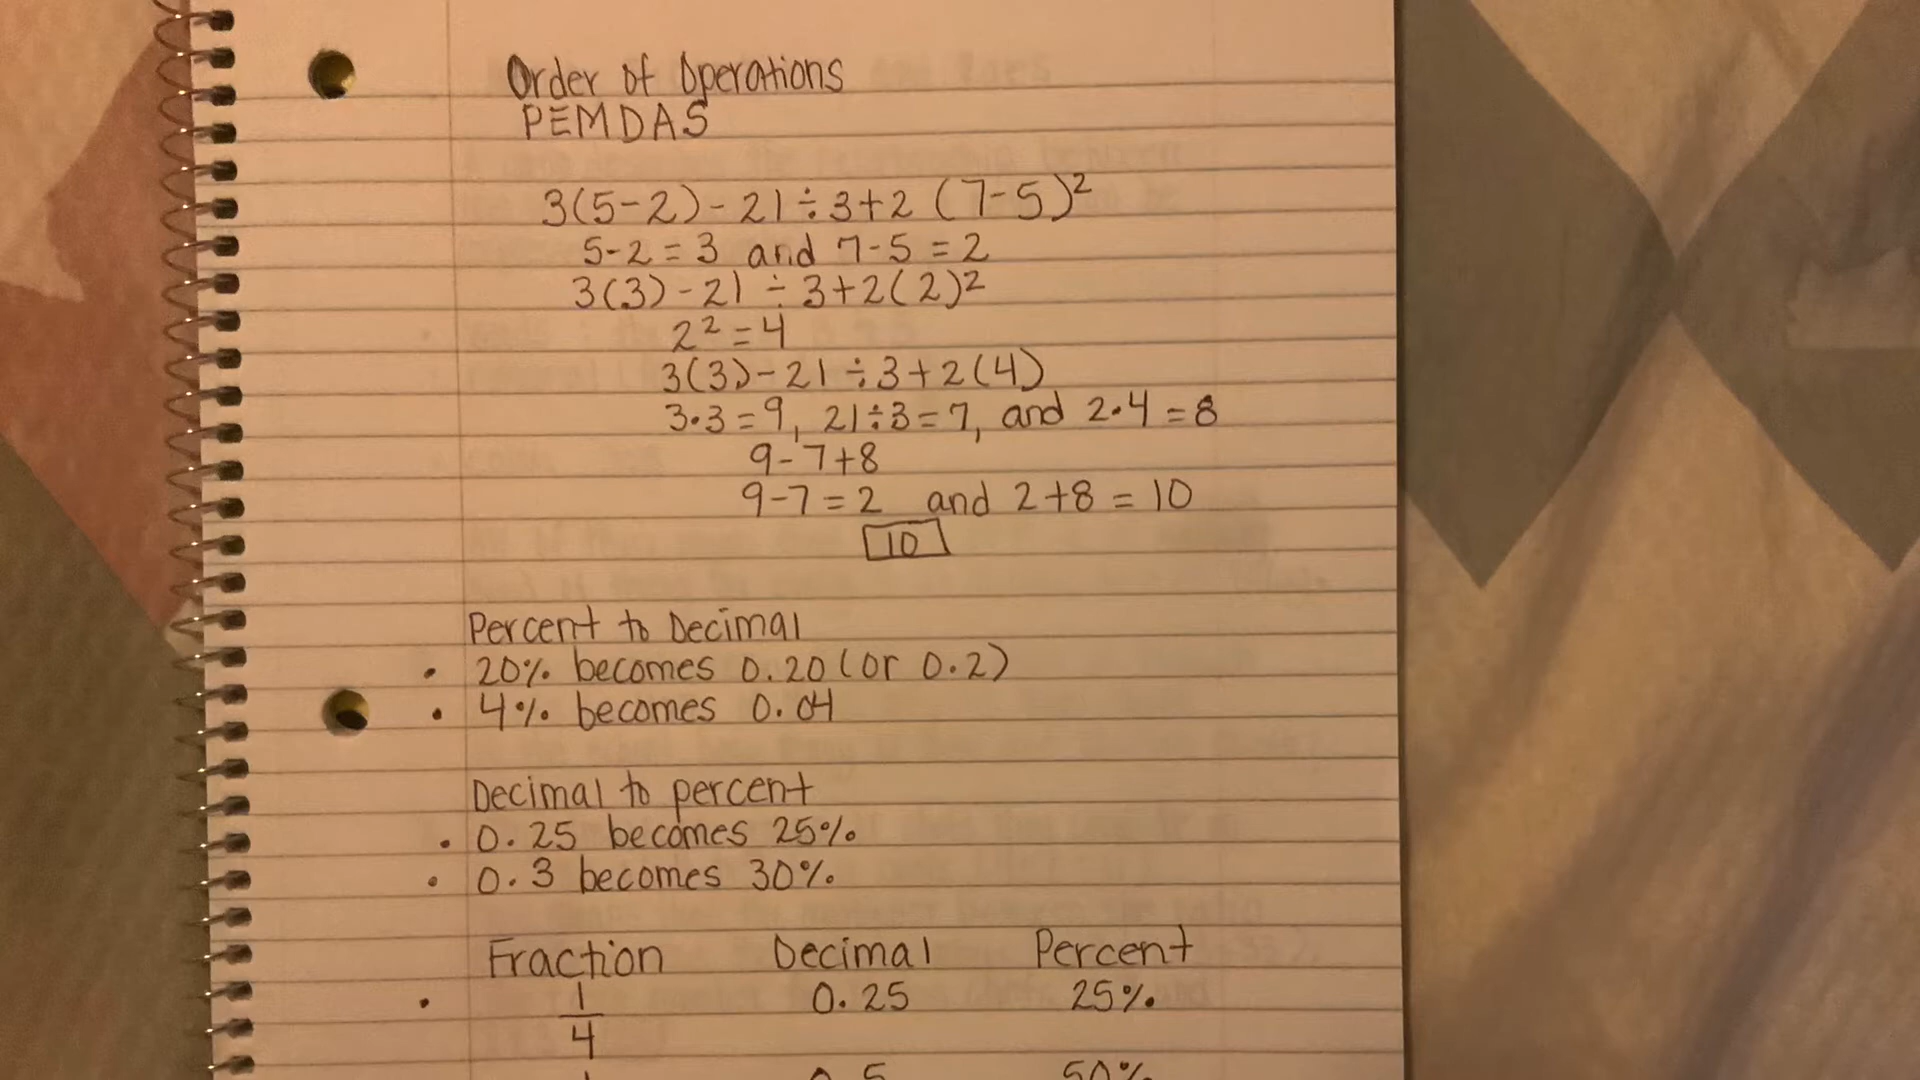 Order of Operations
PEMDAS
3(5-2)-21÷3+2 (7-5)²
5-2=3 and 7-5=2
3(3)-21÷3+2(2)²
2²=4
3(3)-21÷3+2(4)
3•3=9, 21÷3=7, and 2•4=8
9-7+8
9-7=2 and 2+8=10
10
Percent to Decimal
• 20% becomes 0.20 (or 0.2)
• 4% becomes 0.04
Decimal to percent
• 0.25 becomes 25%
• 0.3 becomes 30%
Fraction Decimal Percent
• 1/4 0.25 25%
0.5 50%